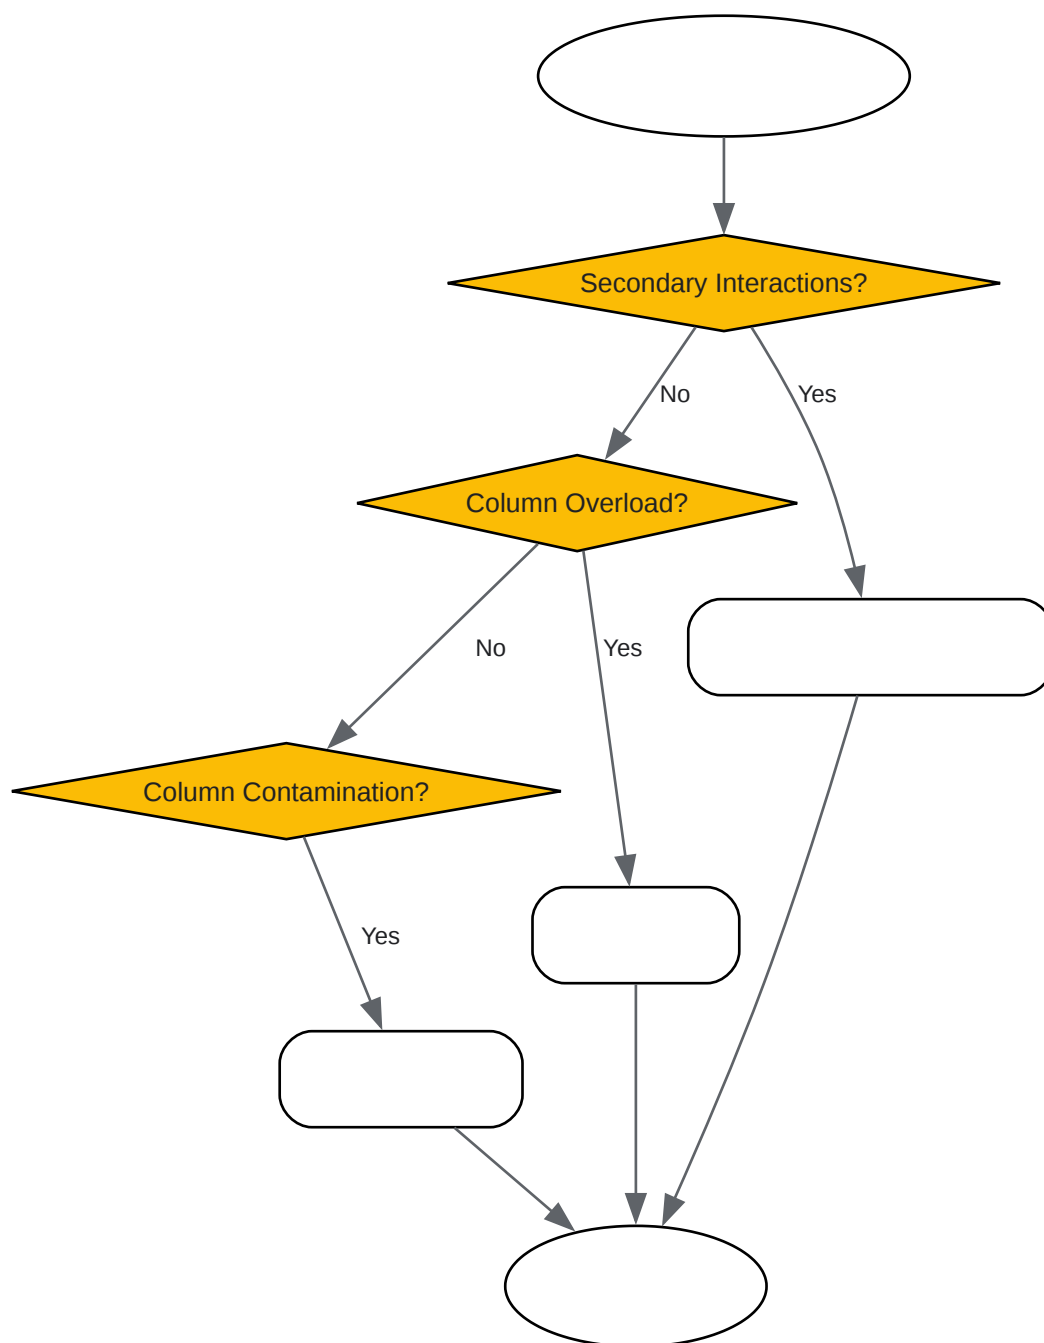 Secondary Interactions?
No
Yes
Column Overload?
No
Yes
Column Contamination?
Yes